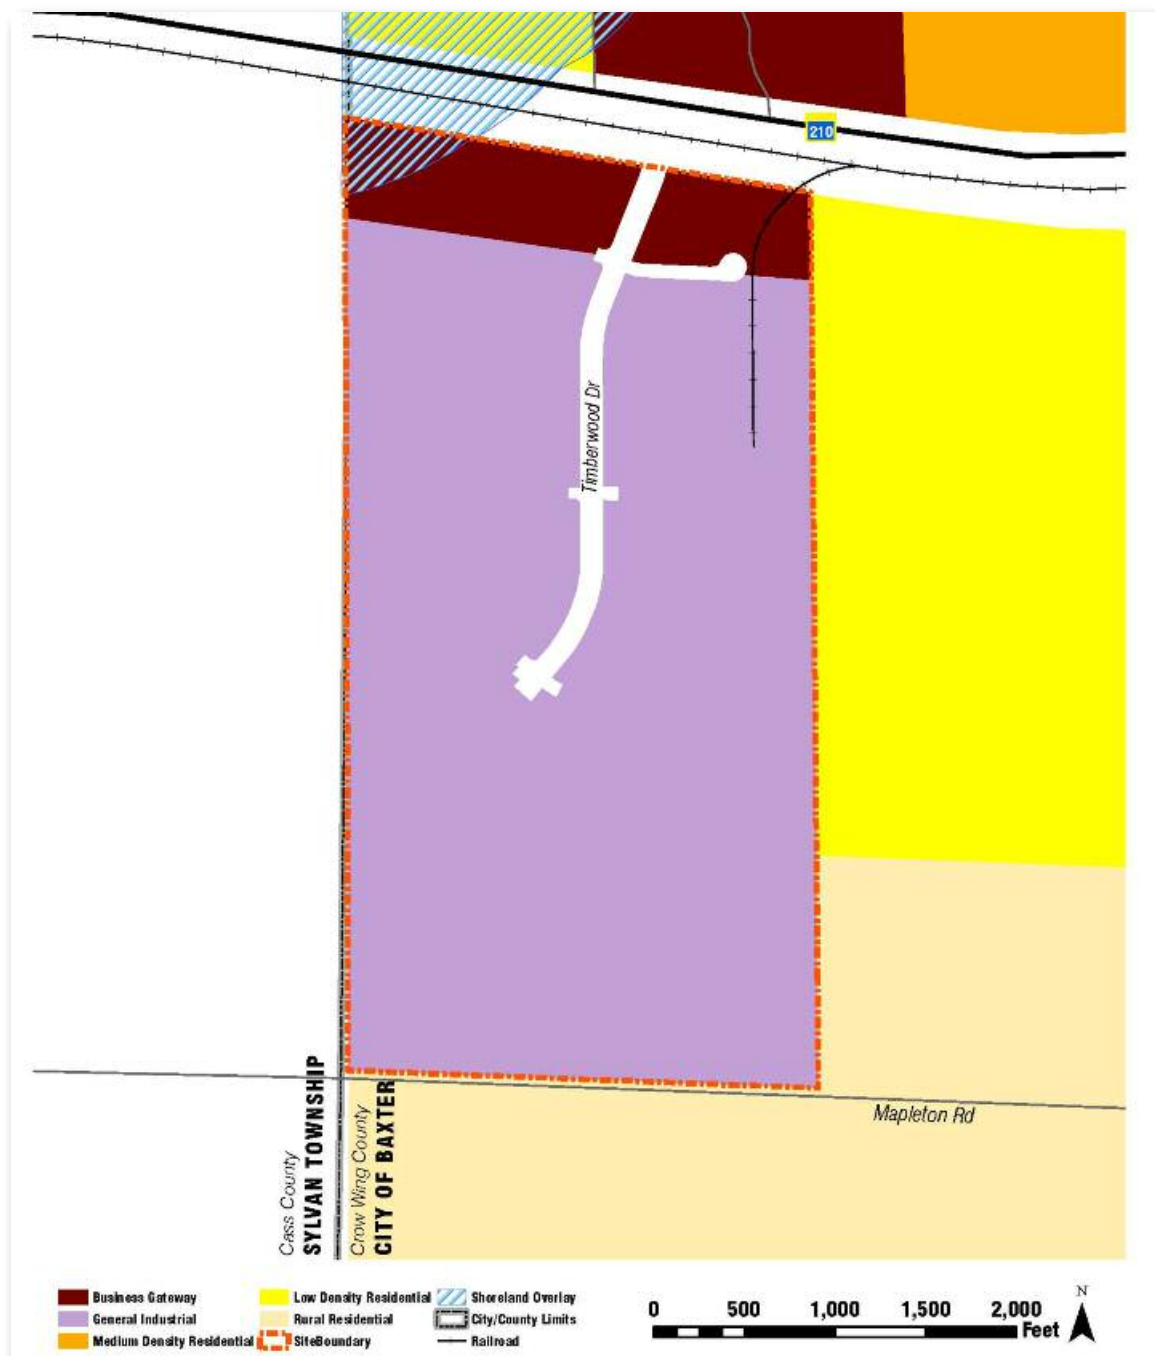 210
Timberwood Dr
Mapleton Rd
Cass County
SYLVAN TOWNSHIP
Crow Wing County
CITY OF BAXTER
Business Gateway
General Industrial
Medium Density Residential
Low Density Residential
Rural Residential
SiteBoundary
Shoreland Overlay
City/County Limits
Railroad
0 500 1,000 1,500 2,000
Feet
N